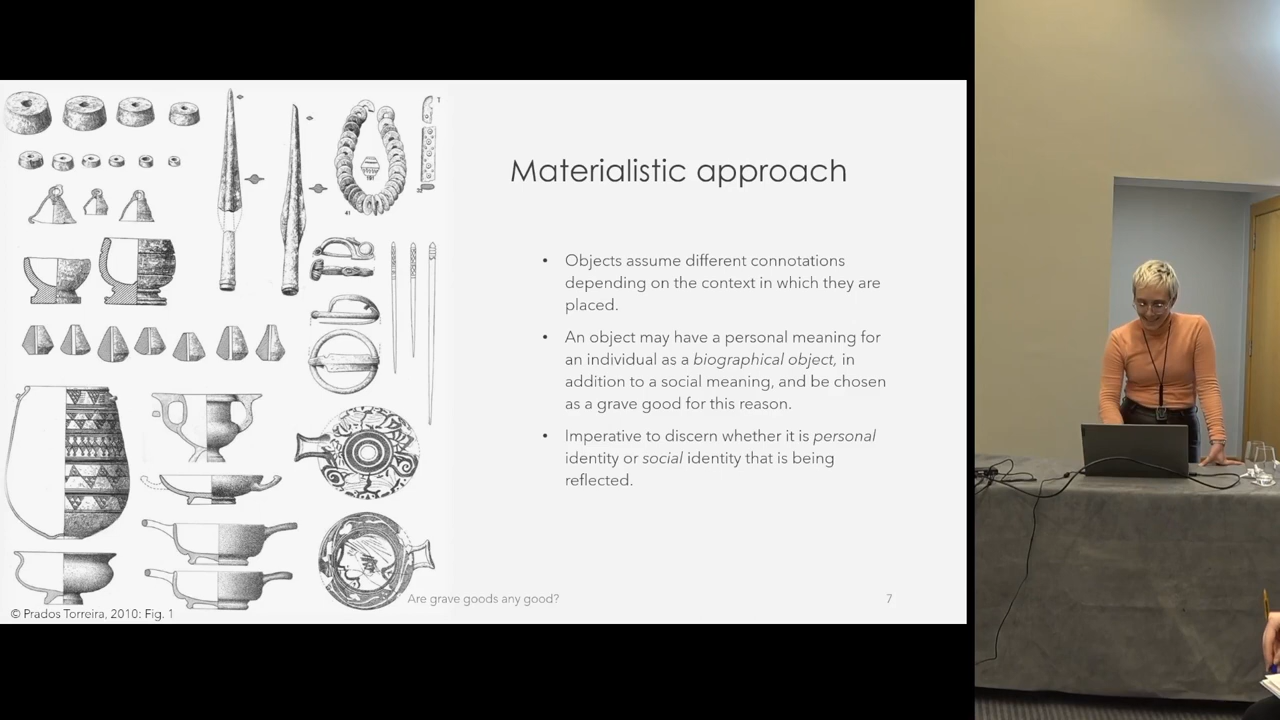 Materialistic approach
• Objects assume different connotations
depending on the context in which they are
placed.
• An object may have a personal meaning for
an individual as a biographical object, in
addition to a social meaning, and be chosen
as a grave good for this reason.
• Imperative to discern whether it is personal
identity or social identity that is being
reflected.
41
© Prados Torreira, 2010: Fig. 1
Are grave goods any good?
7